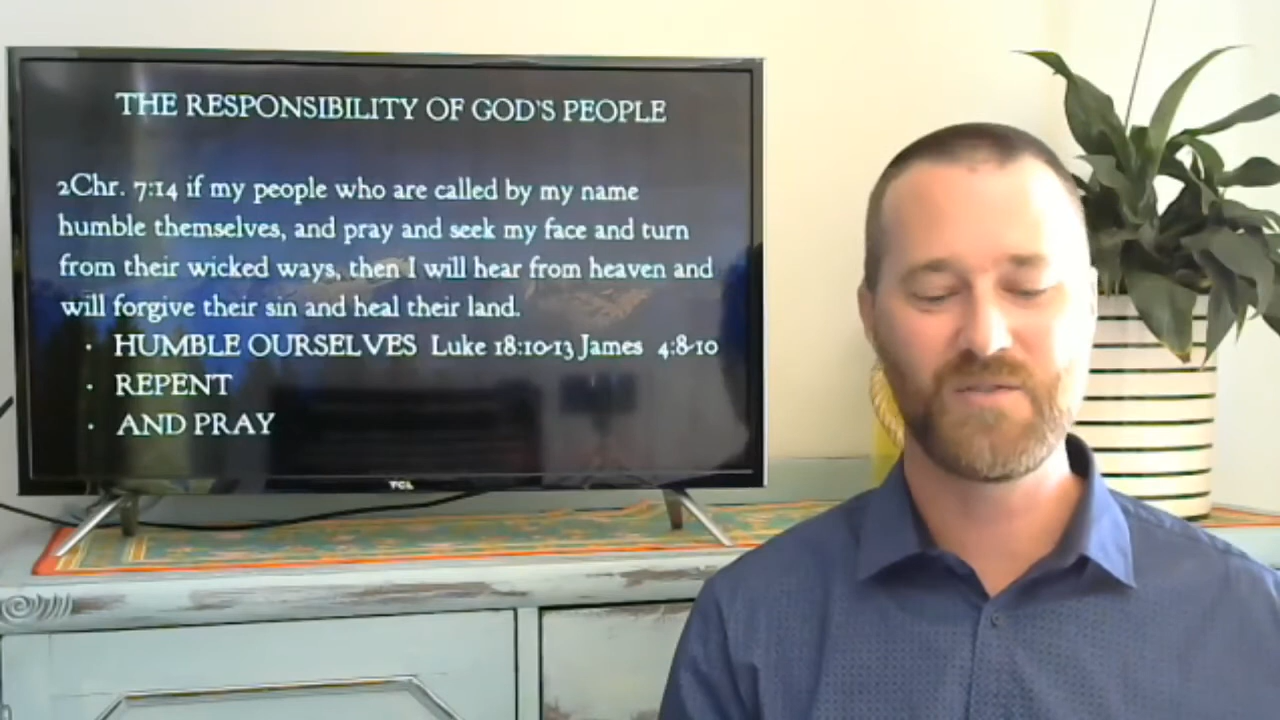 THE RESPONSIBILITY OF GOD'S PEOPLE
2Chr. 7:14 if my people who are called by my name
humble themselves, and pray and seek my face and turn
from their wicked ways, then I will hear from heaven and
will forgive their sin and heal their land.
· HUMBLE OURSELVES Luke 18:10-13 James 4:8-10
· REPENT
· AND PRAY
TCL